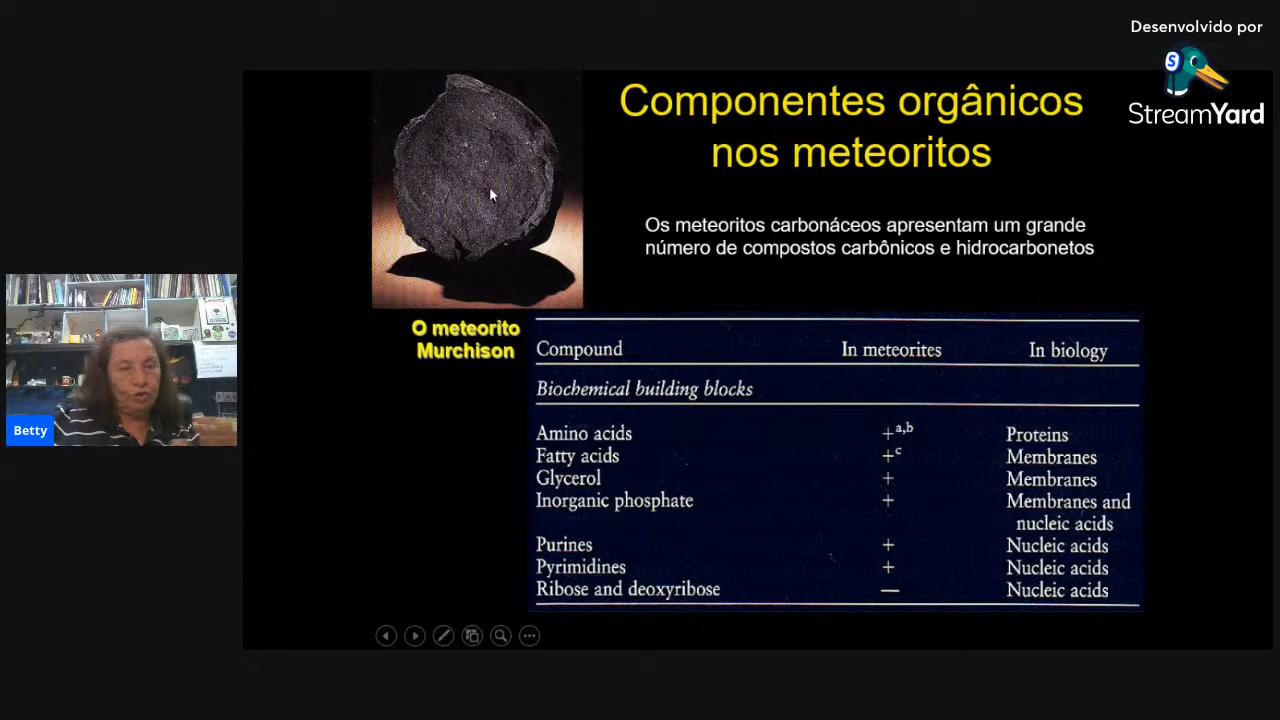 Desenvolvido por
StreamYard
Componentes orgânicos
nos meteoritos
Os meteoritos carbonáceos apresentam um grande
número de compostos carbônicos e hidrocarbonetos
O meteorito
Murchison
Compound In meteorites In biology
Biochemical building blocks
Amino acids +a,b Proteins
Fatty acids +c Membranes
Glycerol + Membranes
Inorganic phosphate + Membranes and
nucleic acids
Purines + Nucleic acids
Pyrimidines + Nucleic acids
Ribose and deoxyribose — Nucleic acids
Betty